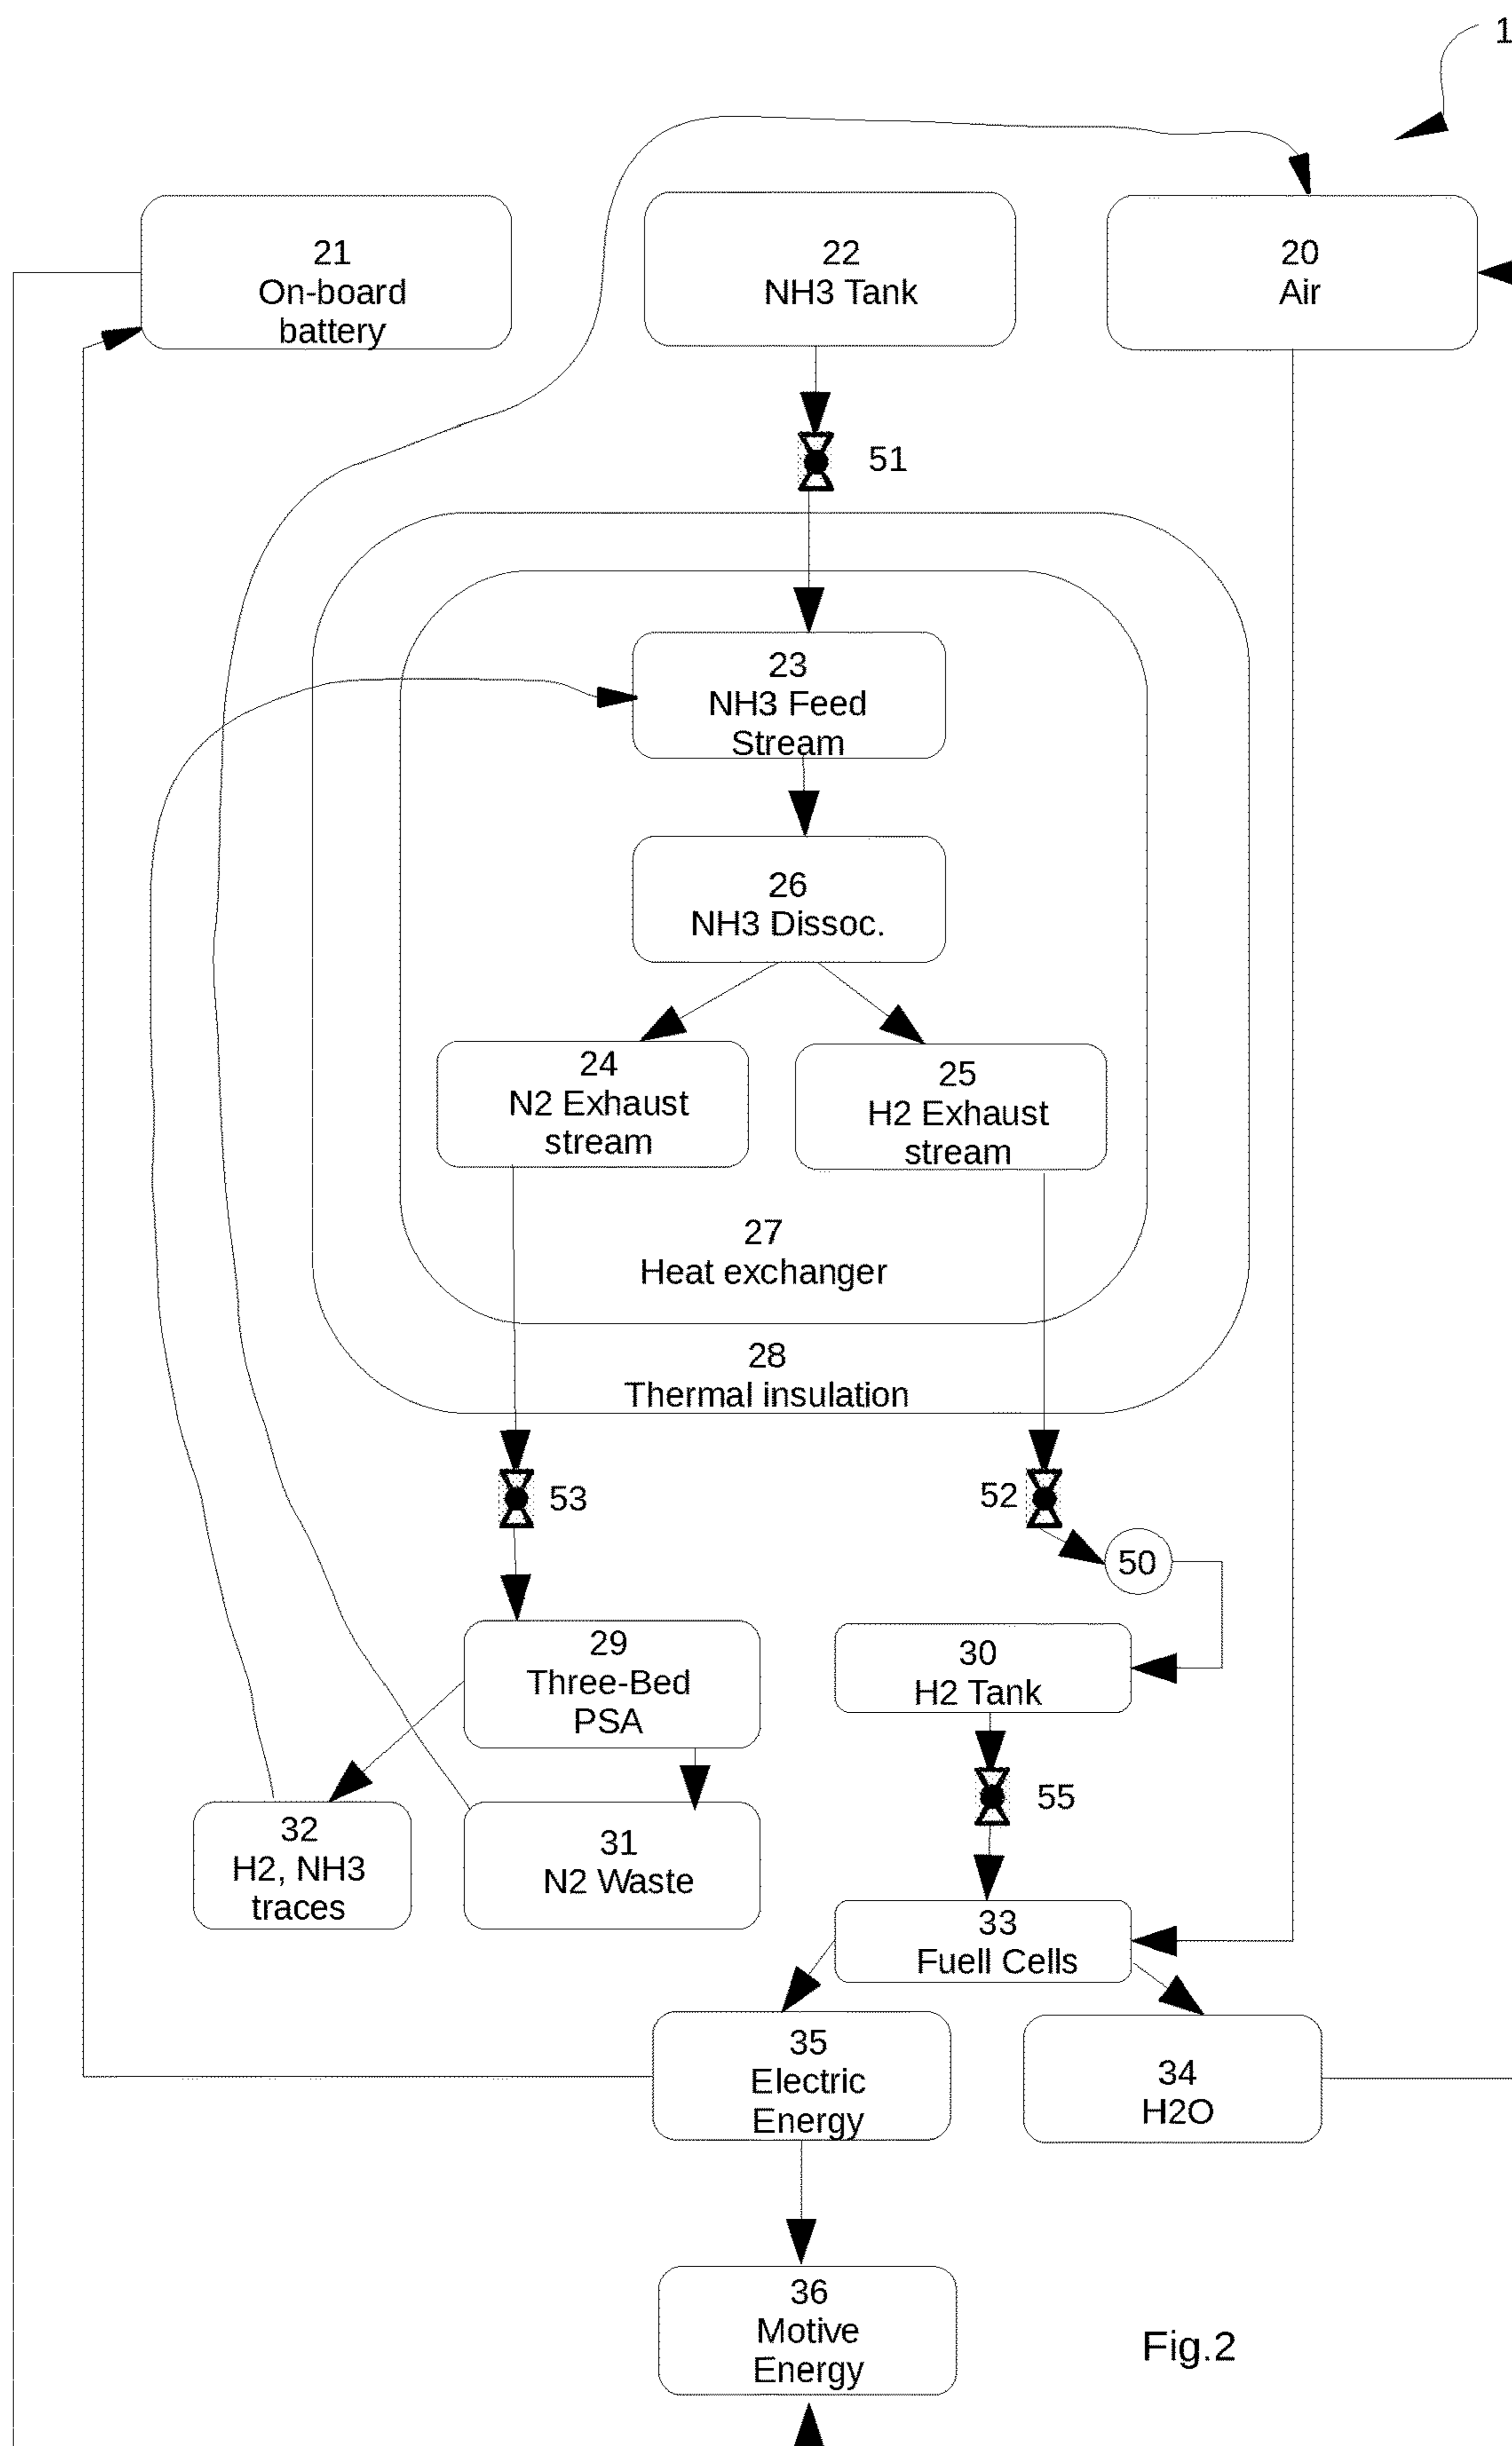 1
21
On-board
battery
22
NH3 Tank
20
Air
51
23
NH3 Feed
Stream
26
NH3 Dissoc.
24
N2 Exhaust
stream
25
H2 Exhaust
stream
27
Heat exchanger
28
Thermal insulation
53
52
50
29
Three-Bed
PSA
30
H2 Tank
55
32
H2, NH3
traces
31
N2 Waste
33
Fuell Cells
35
Electric
Energy
34
H2O
36
Motive
Energy
Fig.2